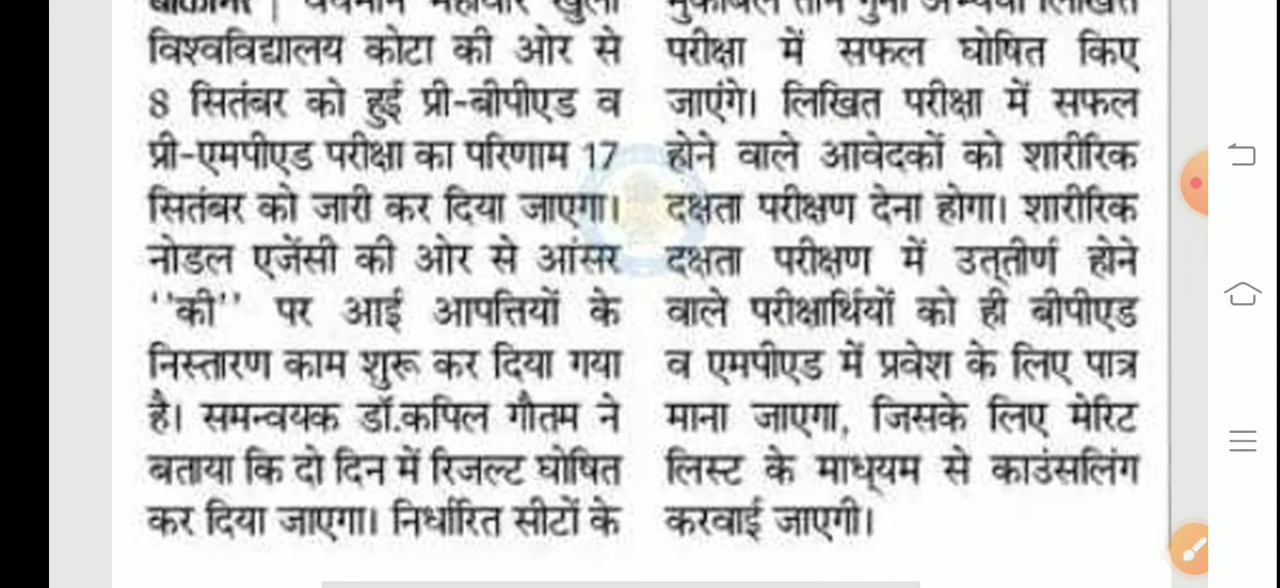 विश्वविद्यालय कोटा की ओर से
8 सितंबर को हुई प्री-बीपीएड व
प्री-एमपीएड परीक्षा का परिणाम 17
सितंबर को जारी कर दिया जाएगा।
नोडल एजेंसी की ओर से आंसर
''की'' पर आई आपत्तियों के
निस्तारण काम शुरू कर दिया गया
है। समन्वयक डॉ.कपिल गौतम ने
बताया कि दो दिन में रिजल्ट घोषित
कर दिया जाएगा। निर्धारित सीटों के
परीक्षा में सफल घोषित किए
जाएंगे। लिखित परीक्षा में सफल
होने वाले आवेदकों को शारीरिक
दक्षता परीक्षण देना होगा। शारीरिक
दक्षता परीक्षण में उत्तीर्ण होने
वाले परीक्षार्थियों को ही बीपीएड
व एमपीएड में प्रवेश के लिए पात्र
माना जाएगा, जिसके लिए मेरिट
लिस्ट के माध्यम से काउंसलिंग
करवाई जाएगी।